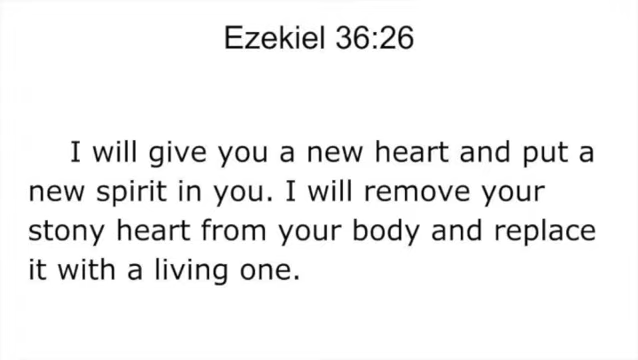 Ezekiel 36:26
I will give you a new heart and put a
new spirit in you. I will remove your
stony heart from your body and replace
it with a living one.